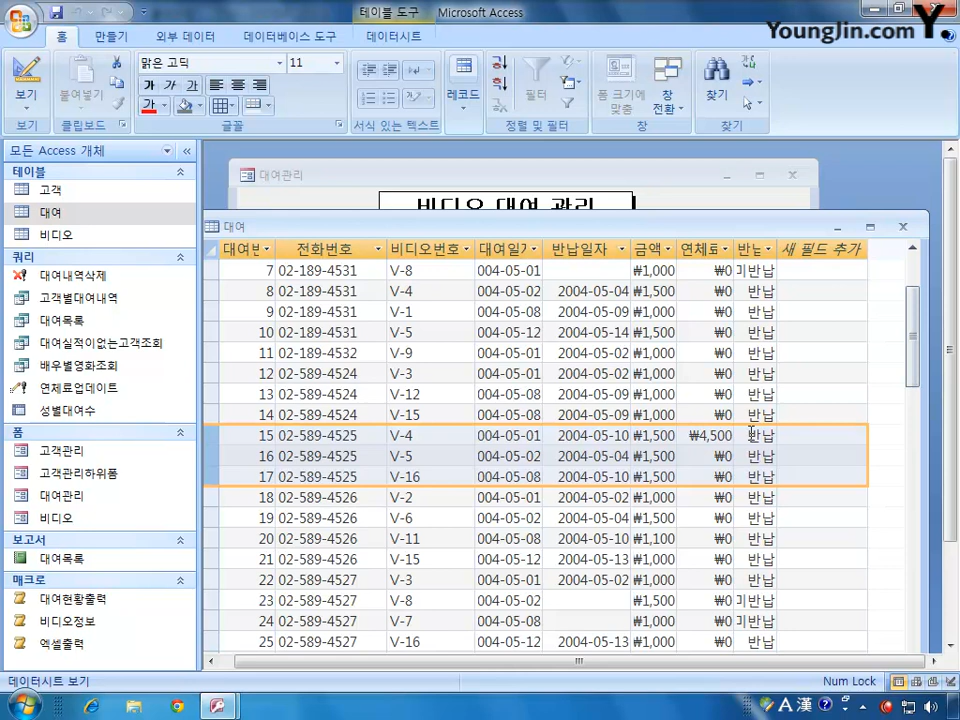 테이블 도구 Microsoft Access
YoungJin.com Y.
홈 만들기 외부 데이터 데이터베이스 도구 데이터시트
맑은 고딕 11
보기 붙여넣기 레코드 필터 폼 크기에 맞춤 창 전환 찾기
가 가 가
가
보기 클립보드 글꼴 서식 있는 텍스트 정렬 및 필터 창 찾기
모든 Access 개체
테이블
고객
대여
비디오
쿼리
대여내역삭제
고객별대여내역
대여목록
대여실적이없는고객조회
배우별영화조회
연체료업데이트
성별대여수
폼
고객관리
고객관리하위폼
대여관리
비디오
보고서
대여목록
매크로
대여현황출력
비디오정보
엑셀출력
대여관리
비디오 대여 관리
대여
대여번 전화번호 비디오번호 대여일자 반납일자 금액 연체료 반납 새 필드 추가
7 02-189-4531 V-8 004-05-01 ₩1,000 ₩0 미반납
8 02-189-4531 V-4 004-05-02 2004-05-04 ₩1,500 ₩0 반납
9 02-189-4531 V-1 004-05-08 2004-05-09 ₩1,000 ₩0 반납
10 02-189-4531 V-5 004-05-12 2004-05-14 ₩1,500 ₩0 반납
11 02-189-4532 V-9 004-05-01 2004-05-02 ₩1,000 ₩0 반납
12 02-589-4524 V-3 004-05-01 2004-05-02 ₩1,000 ₩0 반납
13 02-589-4524 V-12 004-05-08 2004-05-09 ₩1,000 ₩0 반납
14 02-589-4524 V-15 004-05-08 2004-05-09 ₩1,000 ₩0 반납
15 02-589-4525 V-4 004-05-01 2004-05-10 ₩1,500 ₩4,500 반납
16 02-589-4525 V-5 004-05-02 2004-05-04 ₩1,500 ₩0 반납
17 02-589-4525 V-16 004-05-08 2004-05-10 ₩1,500 ₩0 반납
18 02-589-4526 V-2 004-05-01 2004-05-02 ₩1,000 ₩0 반납
19 02-589-4526 V-6 004-05-02 2004-05-04 ₩1,500 ₩0 반납
20 02-589-4526 V-11 004-05-08 2004-05-10 ₩1,100 ₩0 반납
21 02-589-4526 V-15 004-05-12 2004-05-13 ₩1,000 ₩0 반납
22 02-589-4527 V-3 004-05-01 2004-05-02 ₩1,000 ₩0 반납
23 02-589-4527 V-8 004-05-02 ₩1,500 ₩0 미반납
24 02-589-4527 V-7 004-05-08 ₩1,000 ₩0 미반납
25 02-589-4527 V-16 004-05-12 2004-05-13 ₩1,000 ₩0 반납
데이터시트 보기 Num Lock
A 漢